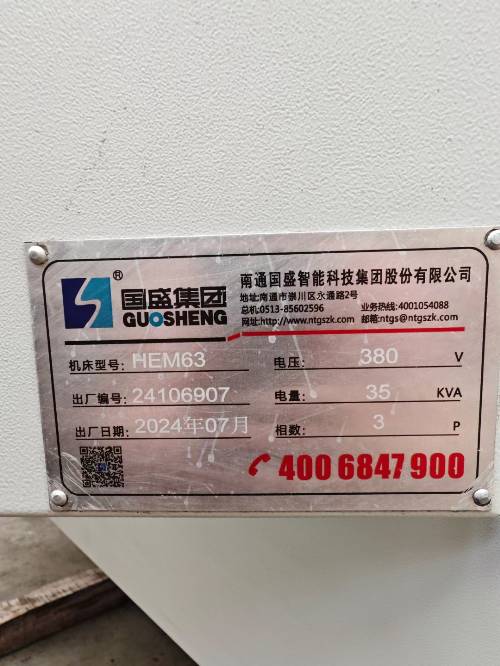 国盛集团®
GUOSHENG
南通国盛智能科技集团股份有限公司
地址:南通市崇川区永通路2号
总机:0513-85602596 业务热线:4001054088
网址:http://www.ntgszk.com 邮箱:ntgs@ntgszk.com
机床型号: HEM63 电压: 380 V
出厂编号: 24106907 电量: 35 KVA
出厂日期: 2024年07月 相数: 3 P
400 6847 900